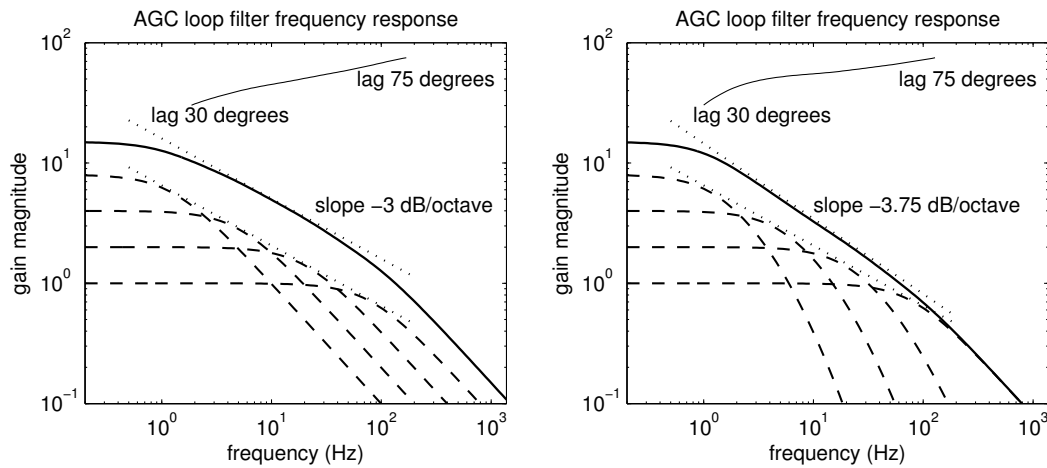 AGC loop filter frequency response
10^2
10^1
10^0
10^-1
gain magnitude
lag 75 degrees
lag 30 degrees
slope −3 dB/octave
10^0
10^1
10^2
10^3
frequency (Hz)
AGC loop filter frequency response
10^2
10^1
10^0
10^-1
gain magnitude
lag 75 degrees
lag 30 degrees
slope −3.75 dB/octave
10^0
10^1
10^2
10^3
frequency (Hz)